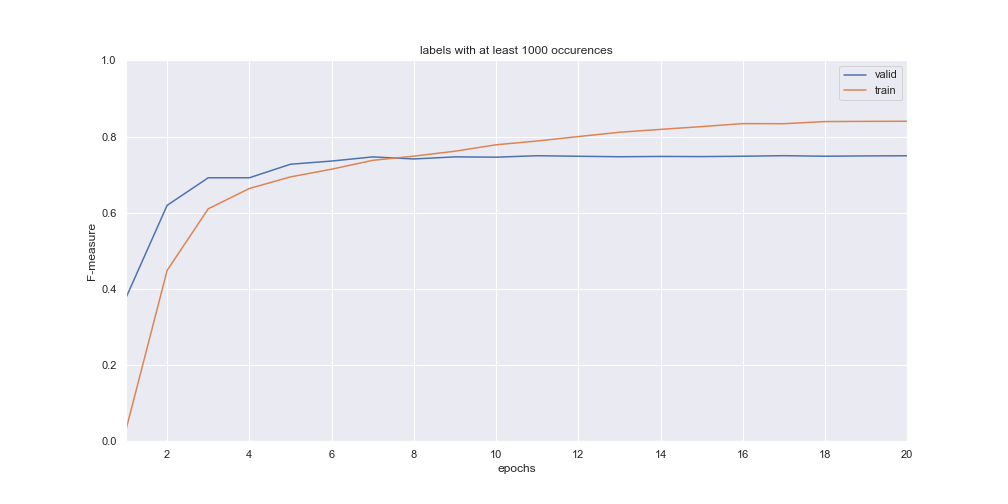 labels with at least 1000 occurences
valid
train
F-measure
1.0
0.8
0.6
0.4
0.2
0.0
2 4 6 8 10 12 14 16 18 20
epochs